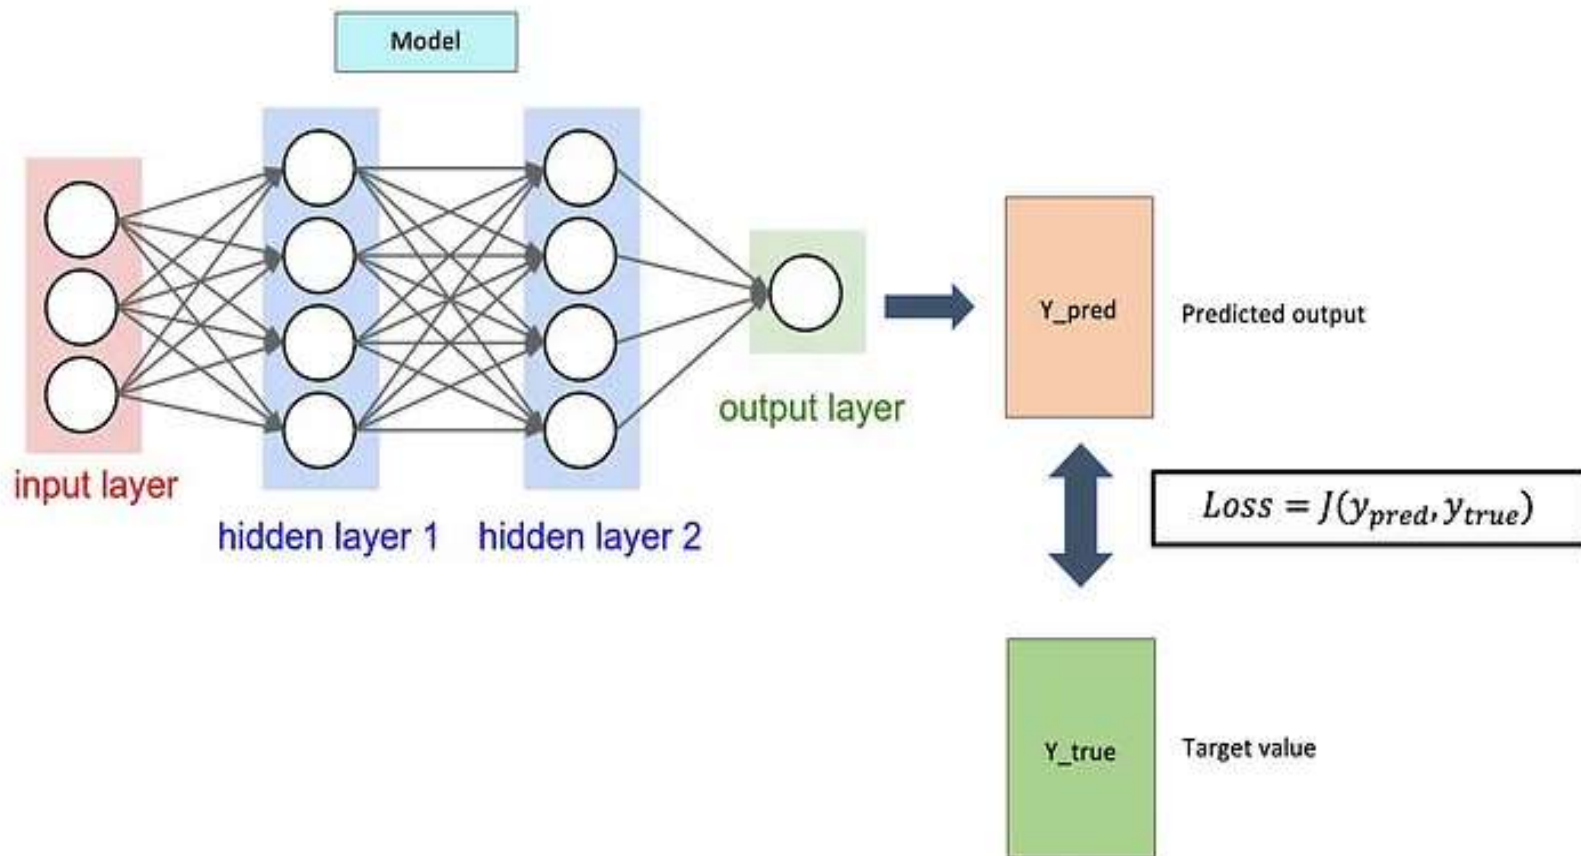 Model
input layer
hidden layer 1
hidden layer 2
output layer
Y_pred
Predicted output
Loss = J(y_pred, y_true)
Y_true
Target value